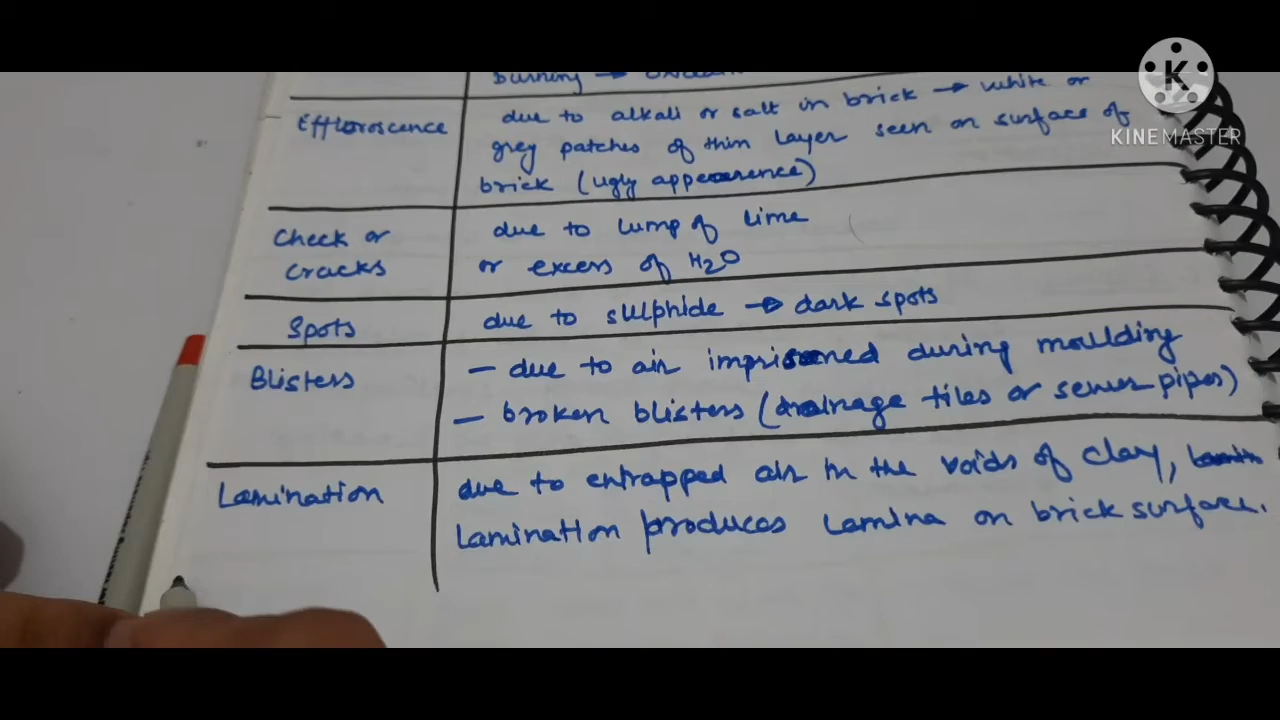 burning →
Effloroscence
due to alkali or salt in brick → white or
grey patches of thin layer seen on surface of
brick (ugly appearence)
Check or
cracks
due to lump of lime
or excess of H2O
Spots
due to sulphide → dark spots
Blisters
- due to air imprisoned during moulding
- broken blisters (drainage tiles or sewer pipes)
Lamination
due to entrapped air in the voids of clay,
lamination produces lamina on brick surface.
K
KINEMASTER